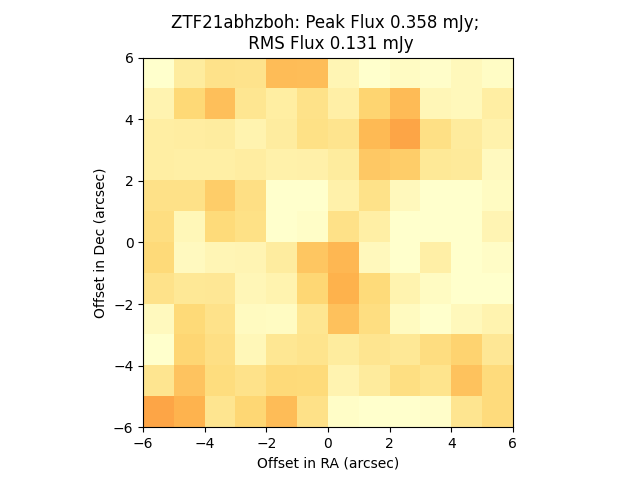 ZTF21abhzboh: Peak Flux 0.358 mJy;
RMS Flux 0.131 mJy
6
4
2
0
−2
−4
−6
Offset in Dec (arcsec)
−6 −4 −2 0 2 4 6
Offset in RA (arcsec)